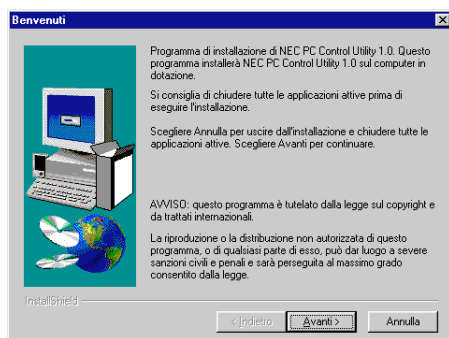 Benvenuti
Programma di installazione di NEC PC Control Utility 1.0. Questo
programma installerà NEC PC Control Utility 1.0 sul computer in
dotazione.
Si consiglia di chiudere tutte le applicazioni attive prima di
eseguire l'installazione.
Scegliere Annulla per uscire dall'installazione e chiudere tutte le
applicazioni attive. Scegliere Avanti per continuare.
AVVISO: questo programma è tutelato dalla legge sul copyright e
da trattati internazionali.
La riproduzione o la distribuzione non autorizzata di questo
programma, o di qualsiasi parte di esso, può dar luogo a severe
sanzioni civili e penali e sarà perseguita al massimo grado
consentito dalla legge.
InstallShield
< Indietro
Avanti >
Annulla